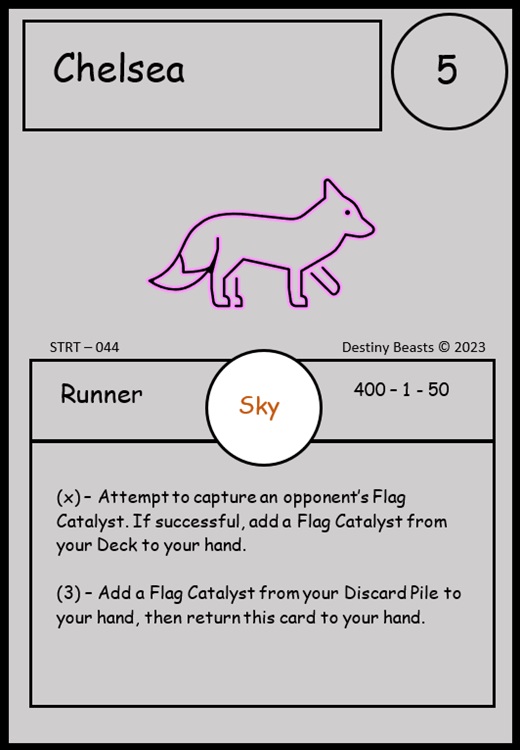 Chelsea
5
STRT – 044
Destiny Beasts © 2023
Runner
Sky
400 – 1 - 50
(x) – Attempt to capture an opponent's Flag
Catalyst. If successful, add a Flag Catalyst from
your Deck to your hand.
(3) – Add a Flag Catalyst from your Discard Pile to
your hand, then return this card to your hand.